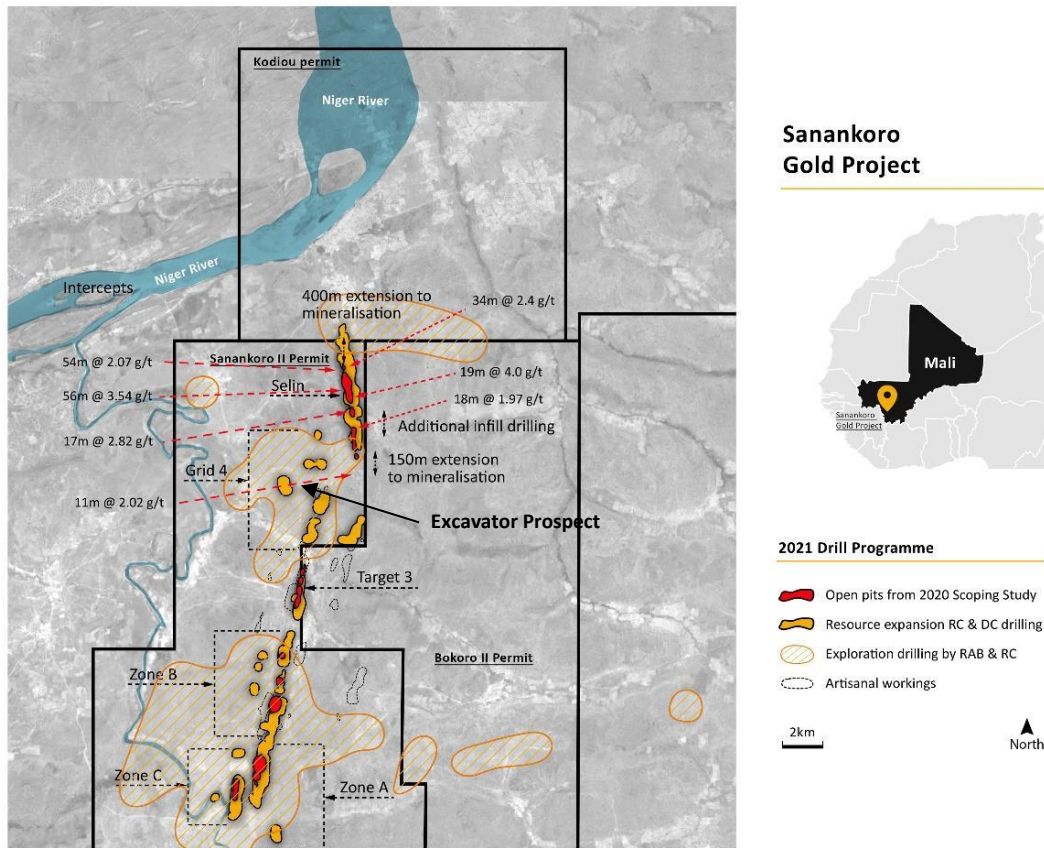 Kodiou permit
Niger River
Niger River
Intercepts
400m extension to
mineralisation
34m @ 2.4 g/t
54m @ 2.07 g/t
Sanankoro II Permit
19m @ 4.0 g/t
Selin
56m @ 3.54 g/t
18m @ 1.97 g/t
17m @ 2.82 g/t
Additional infill drilling
150m extension
to mineralisation
Grid 4
11m @ 2.02 g/t
Excavator Prospect
Target 3
Bokoro II Permit
Zone B
Zone C
Zone A
Sanankoro
Gold Project
Mali
Sanankoro
Gold Project
2021 Drill Programme
Open pits from 2020 Scoping Study
Resource expansion RC & DC drilling
Exploration drilling by RAB & RC
Artisanal workings
2km
North